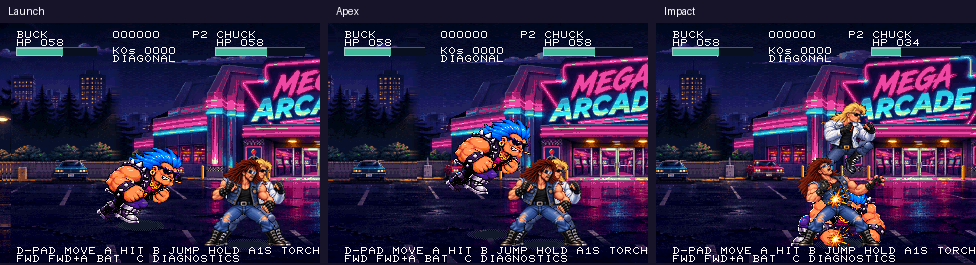 Launch
BUCK 000000 P2 CHUCK
HP 058 HP 058
KOs 0000
DIAGONAL
MEGA
ARCADE
D-PAD MOVE A HIT B JUMP HOLD A1S TORCH
FWD FWD+A BAT C DIAGNOSTICS
Apex
BUCK 000000 P2 CHUCK
HP 058 HP 058
KOs 0000
DIAGONAL
MEGA
ARCADE
D-PAD MOVE A HIT B JUMP HOLD A1S TORCH
FWD FWD+A BAT C DIAGNOSTICS
Impact
BUCK 000000 P2 CHUCK
HP 058 HP 034
KOs 0000
DIAGONAL
MEGA
ARCADE
D-PAD MOVE A HIT B JUMP HOLD A1S TORCH
FWD FWD+A BAT C DIAGNOSTICS